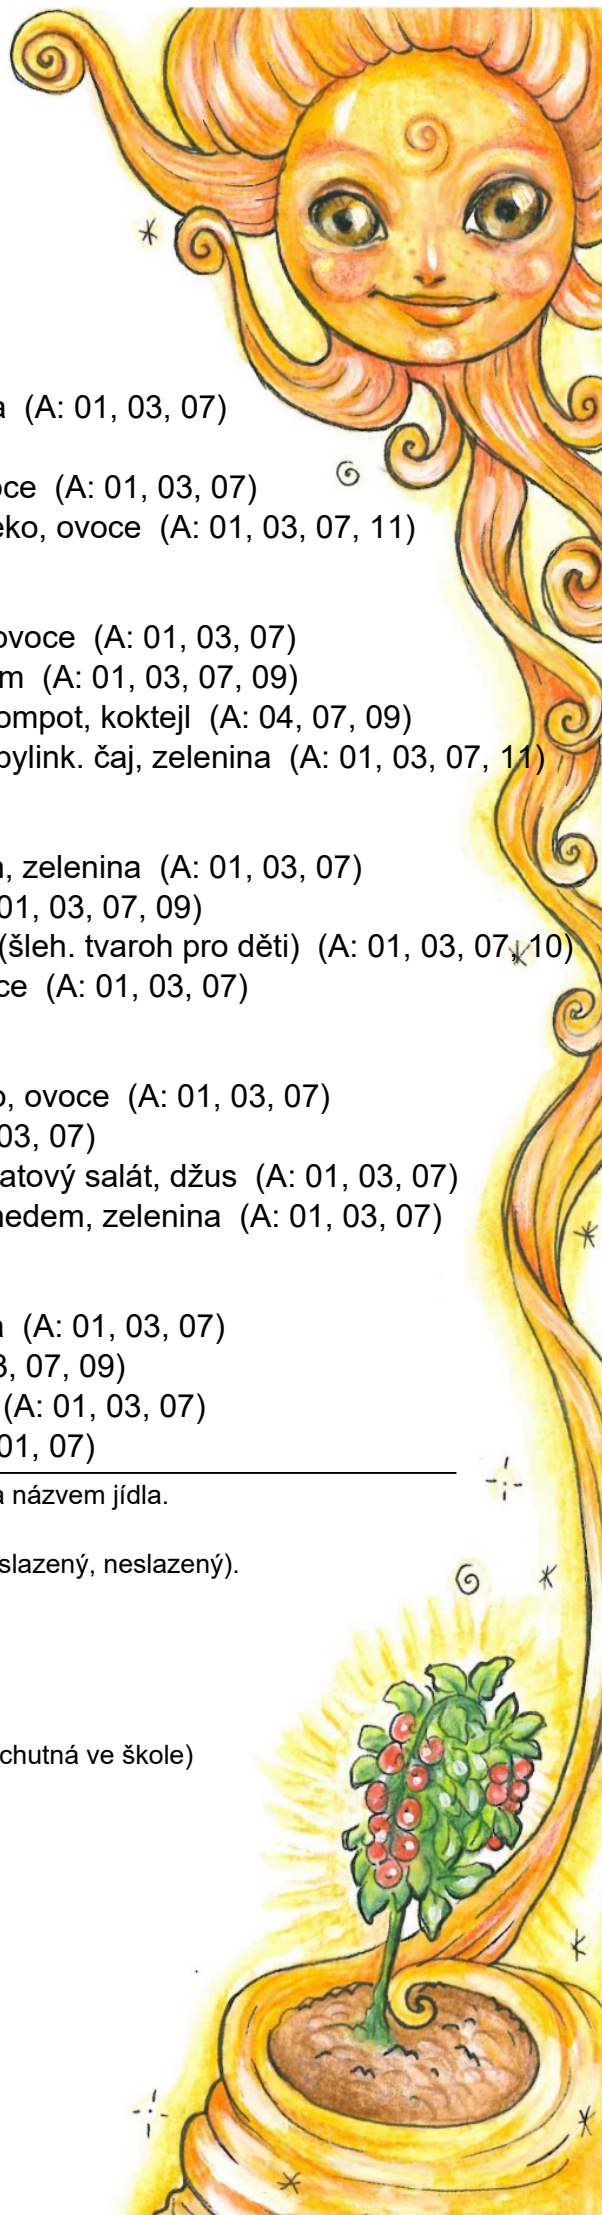 a (A: 01, 03, 07)
oce (A: 01, 03, 07)
eko, ovoce (A: 01, 03, 07, 11)
ovoce (A: 01, 03, 07)
m (A: 01, 03, 07, 09)
ompot, koktejl (A: 04, 07, 09)
bylink. čaj, zelenina (A: 01, 03, 07, 11)
, zelenina (A: 01, 03, 07)
01, 03, 07, 09)
(šleh. tvaroh pro děti) (A: 01, 03, 07, 10)
ce (A: 01, 03, 07)
o, ovoce (A: 01, 03, 07)
03, 07)
atový salát, džus (A: 01, 03, 07)
medem, zelenina (A: 01, 03, 07)
a (A: 01, 03, 07)
3, 07, 09)
(A: 01, 03, 07)
01, 07)
a názvem jídla.
slazený, neslazený).
chutná ve škole)